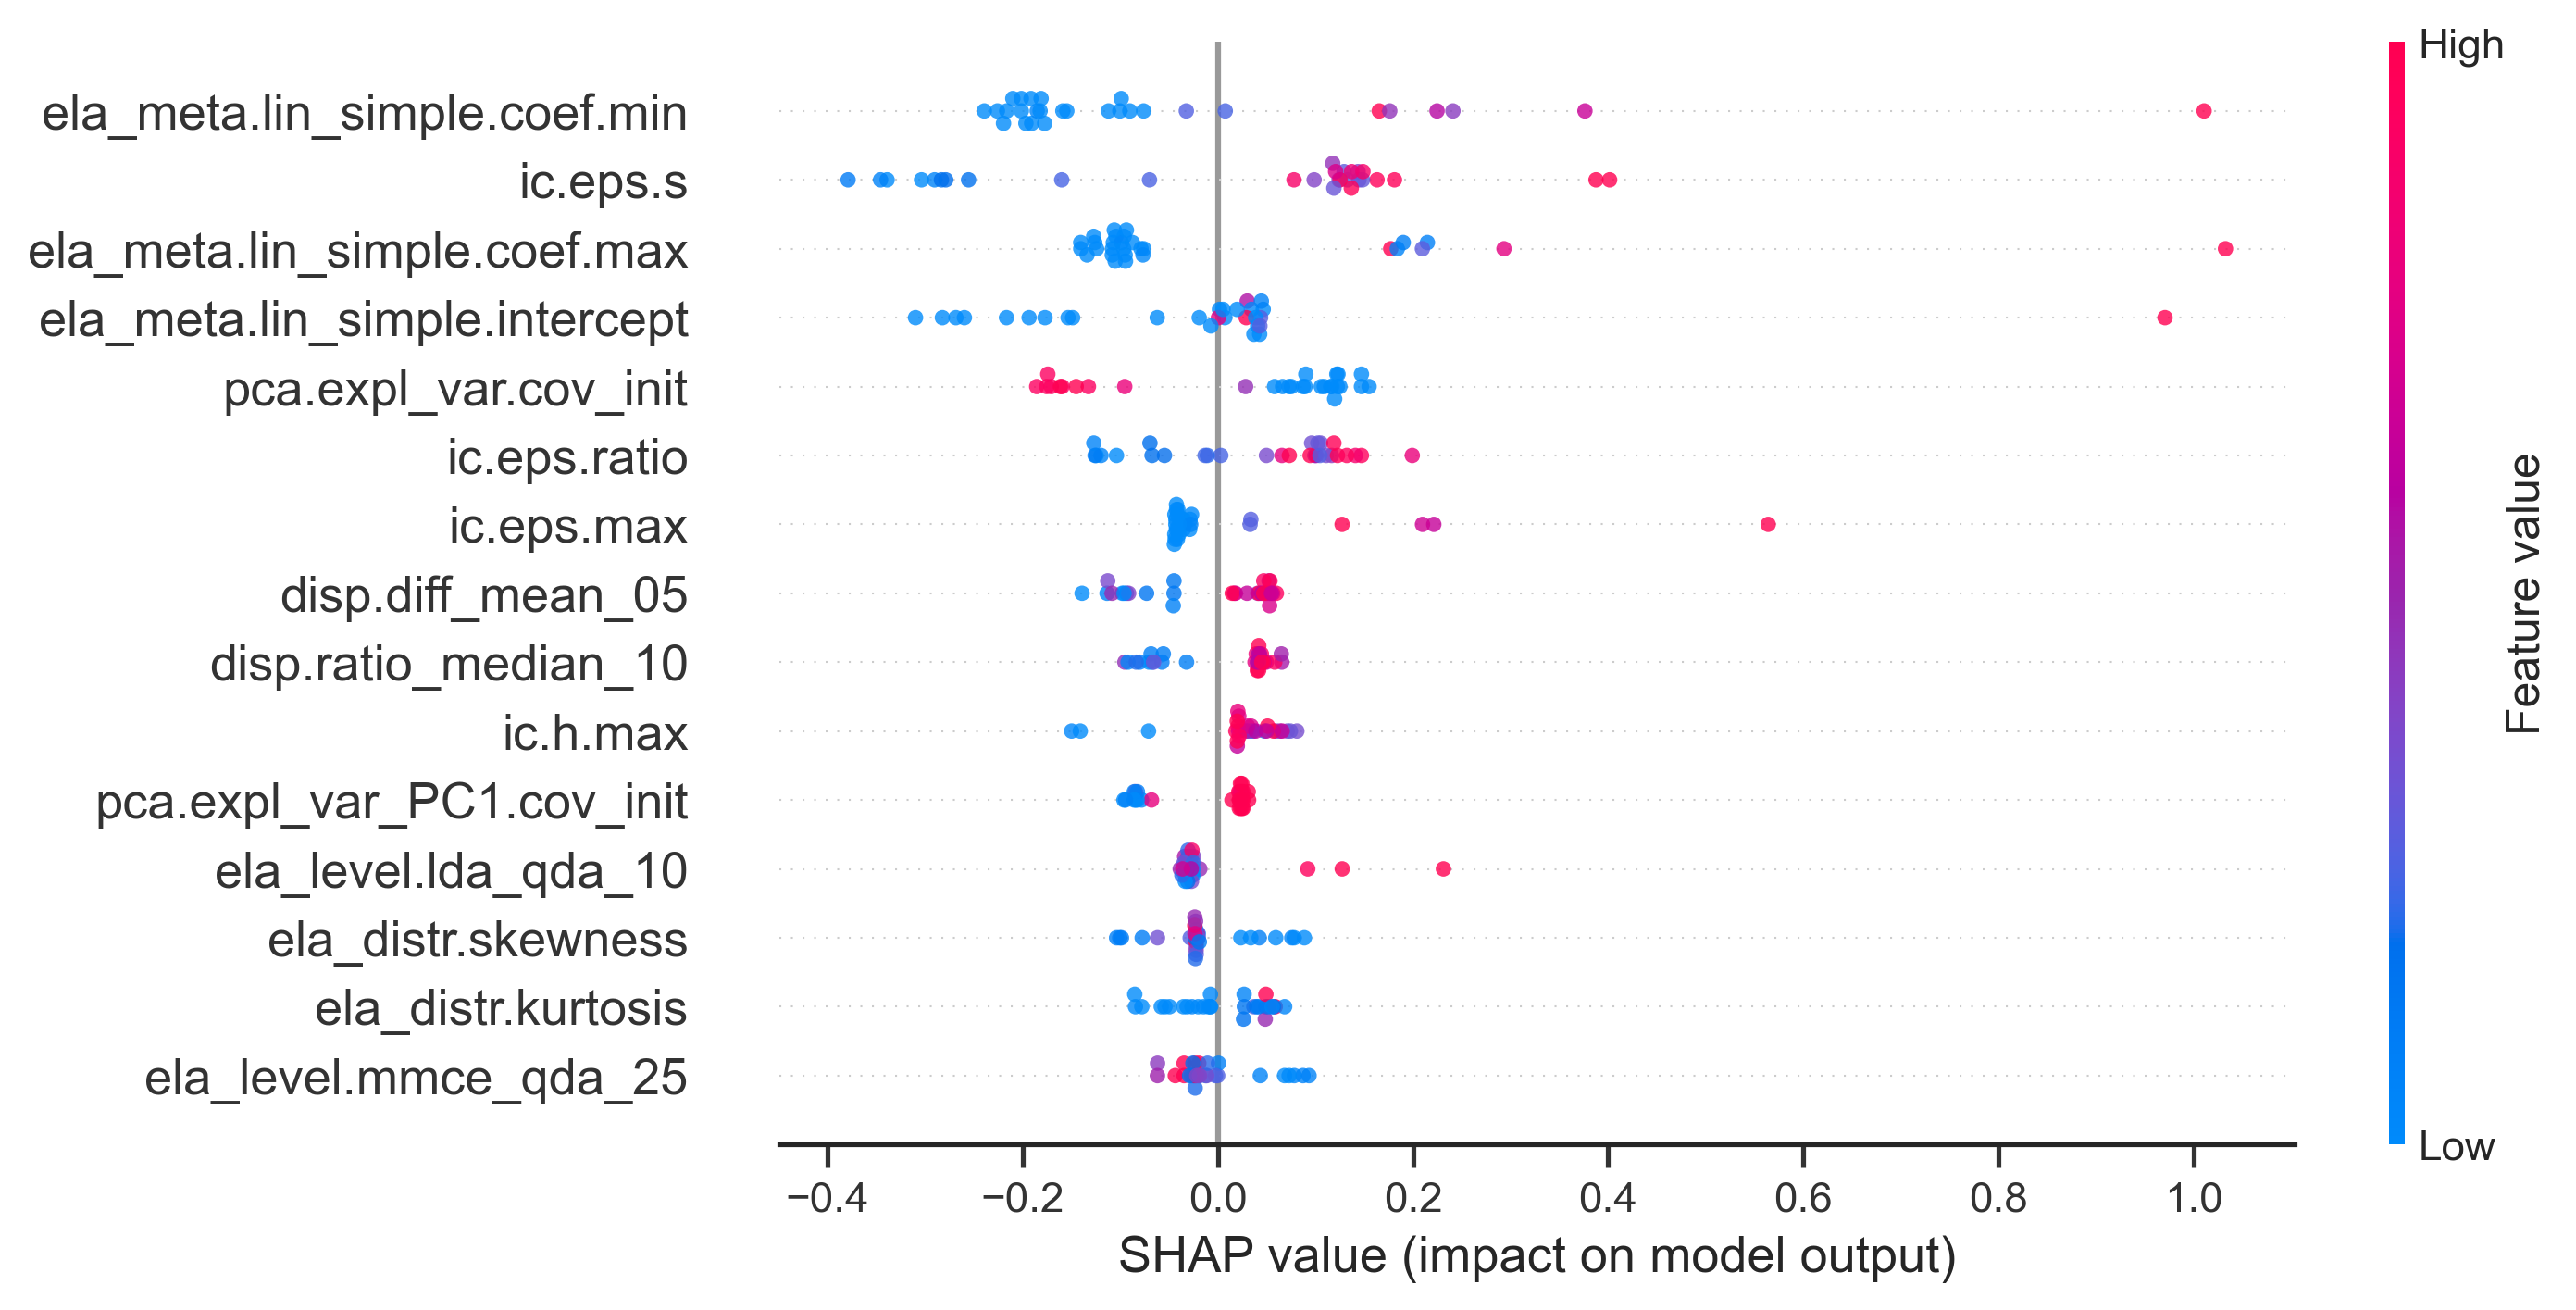 High
ela_meta.lin_simple.coef.min
ic.eps.s
ela_meta.lin_simple.coef.max
ela_meta.lin_simple.intercept
pca.expl_var.cov_init
ic.eps.ratio
ic.eps.max
disp.diff_mean_05
disp.ratio_median_10
ic.h.max
pca.expl_var_PC1.cov_init
ela_level.lda_qda_10
ela_distr.skewness
ela_distr.kurtosis
ela_level.mmce_qda_25
Feature value
Low
−0.4 −0.2 0.0 0.2 0.4 0.6 0.8 1.0
SHAP value (impact on model output)